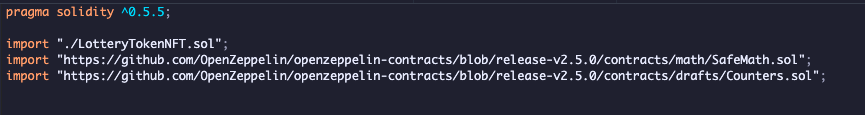 pragma solidity ^0.5.5;
import "./LotteryTokenNFT.sol";
import "https://github.com/OpenZeppelin/openzeppelin-contracts/blob/release-v2.5.0/contracts/math/SafeMath.sol";
import "https://github.com/OpenZeppelin/openzeppelin-contracts/blob/release-v2.5.0/contracts/drafts/Counters.sol";